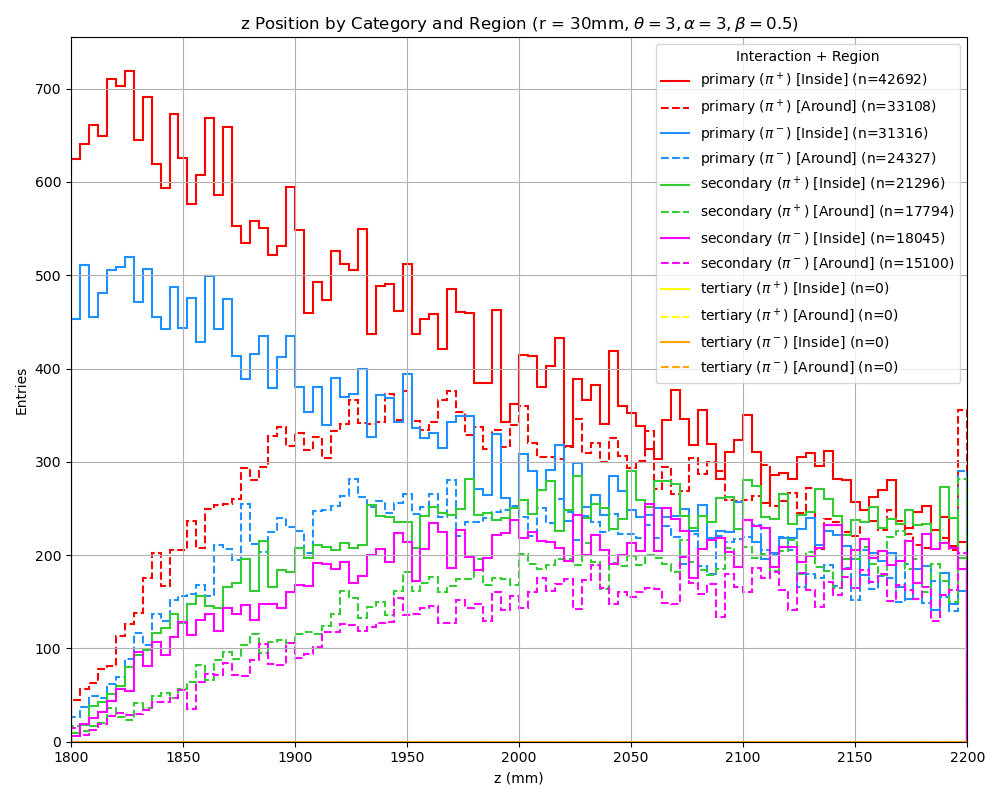 z Position by Category and Region (r = 30mm, θ = 3, α = 3, β = 0.5)
Interaction + Region
primary (π⁺) [Inside] (n=42692)
primary (π⁺) [Around] (n=33108)
primary (π⁻) [Inside] (n=31316)
primary (π⁻) [Around] (n=24327)
secondary (π⁺) [Inside] (n=21296)
secondary (π⁺) [Around] (n=17794)
secondary (π⁻) [Inside] (n=18045)
secondary (π⁻) [Around] (n=15100)
tertiary (π⁺) [Inside] (n=0)
tertiary (π⁺) [Around] (n=0)
tertiary (π⁻) [Inside] (n=0)
tertiary (π⁻) [Around] (n=0)
Entries
700
600
500
400
300
200
100
0
1800 1850 1900 1950 2000 2050 2100 2150 2200
z (mm)